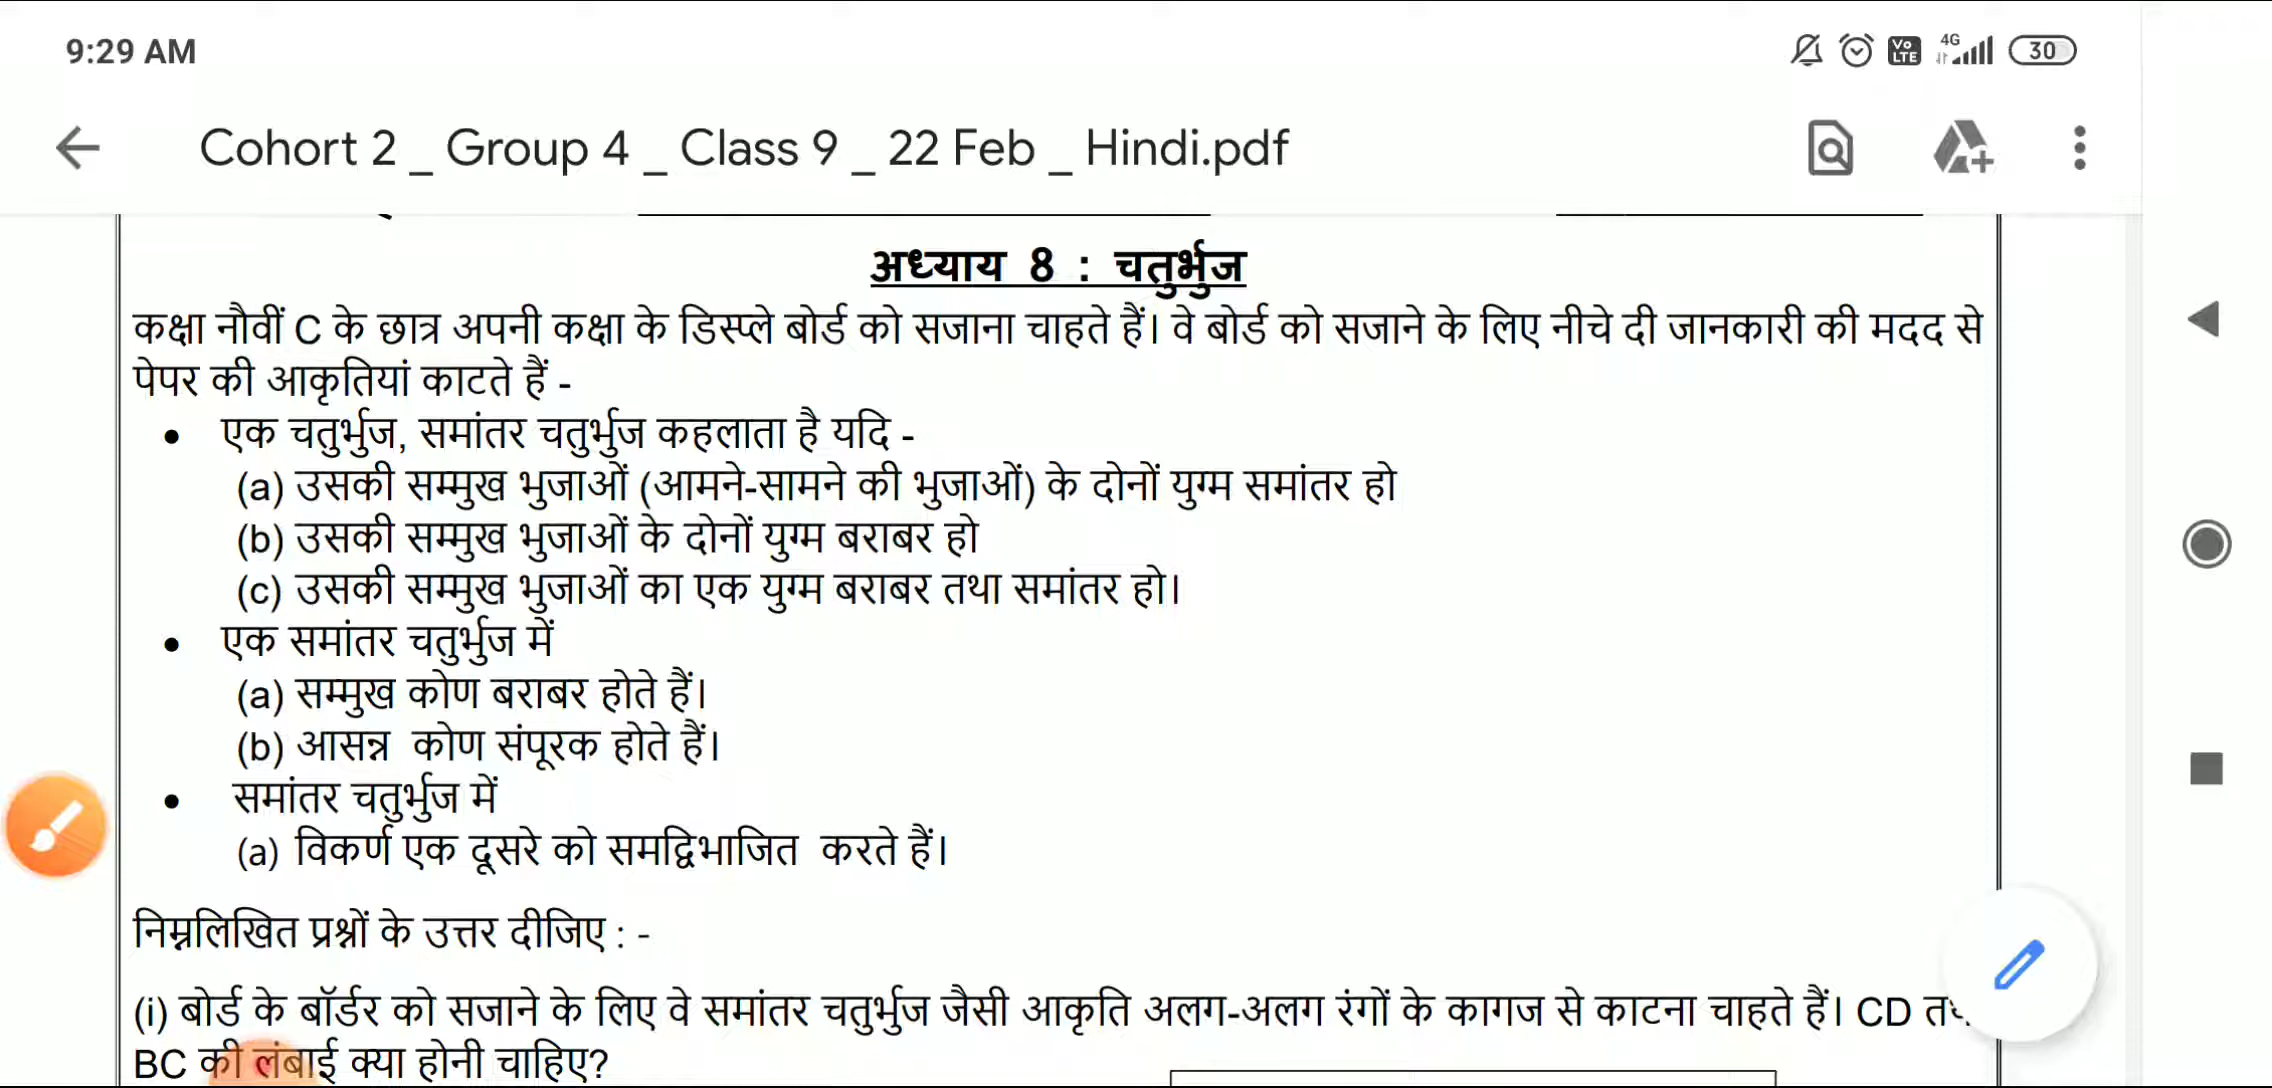 9:29 AM
Vo LTE 4G 30
Cohort 2 _ Group 4 _ Class 9 _ 22 Feb _ Hindi.pdf
अध्याय 8 : चतुर्भुज
कक्षा नौवीं C के छात्र अपनी कक्षा के डिस्प्ले बोर्ड को सजाना चाहते हैं। वे बोर्ड को सजाने के लिए नीचे दी जानकारी की मदद से
पेपर की आकृतियां काटते हैं -
• एक चतुर्भुज, समांतर चतुर्भुज कहलाता है यदि -
(a) उसकी सम्मुख भुजाओं (आमने-सामने की भुजाओं) के दोनों युग्म समांतर हो
(b) उसकी सम्मुख भुजाओं के दोनों युग्म बराबर हो
(c) उसकी सम्मुख भुजाओं का एक युग्म बराबर तथा समांतर हो।
• एक समांतर चतुर्भुज में
(a) सम्मुख कोण बराबर होते हैं।
(b) आसन्न कोण संपूरक होते हैं।
• समांतर चतुर्भुज में
(a) विकर्ण एक दूसरे को समद्विभाजित करते हैं।
निम्नलिखित प्रश्नों के उत्तर दीजिए : -
(i) बोर्ड के बॉर्डर को सजाने के लिए वे समांतर चतुर्भुज जैसी आकृति अलग-अलग रंगों के कागज से काटना चाहते हैं। CD
BC की लंबाई क्या होनी चाहिए?